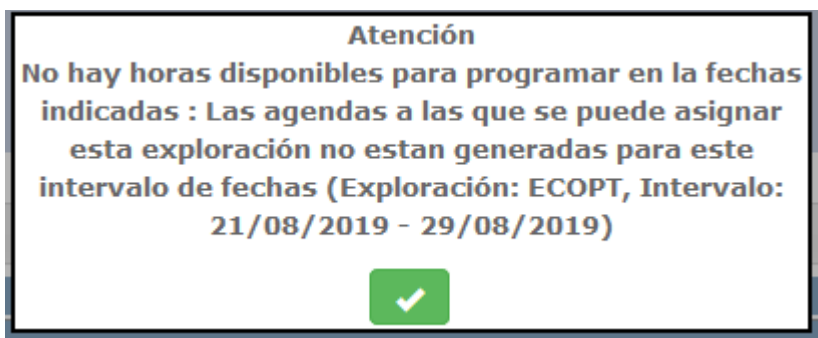 Atención
No hay horas disponibles para programar en la fechas
indicadas : Las agendas a las que se puede asignar
esta exploración no estan generadas para este
intervalo de fechas (Exploración: ECOPT, Intervalo:
21/08/2019 - 29/08/2019)